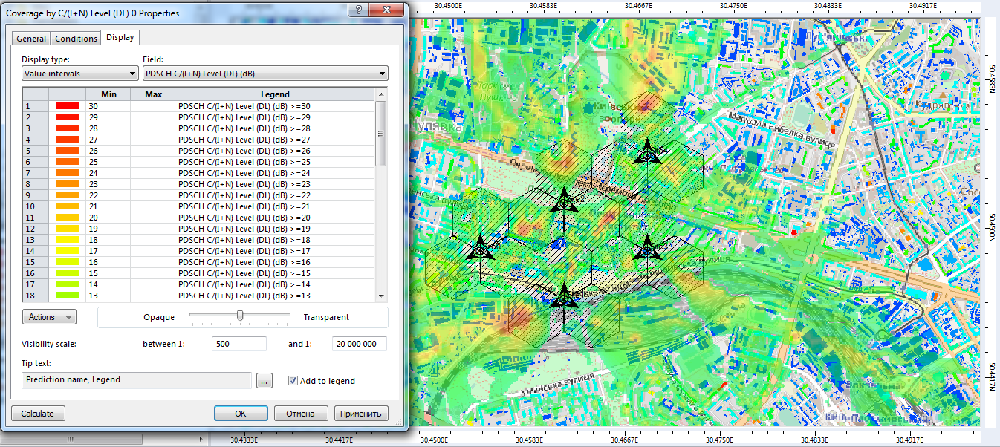 Coverage by C/(I+N) Level (DL) 0 Properties
General Conditions Display
Display type: Field:
Value intervals PDSCH C/(I+N) Level (DL) (dB)
Min Max Legend
1 30 PDSCH C/(I+N) Level (DL) (dB) >=30
2 29 PDSCH C/(I+N) Level (DL) (dB) >=29
3 28 PDSCH C/(I+N) Level (DL) (dB) >=28
4 27 PDSCH C/(I+N) Level (DL) (dB) >=27
5 26 PDSCH C/(I+N) Level (DL) (dB) >=26
6 25 PDSCH C/(I+N) Level (DL) (dB) >=25
7 24 PDSCH C/(I+N) Level (DL) (dB) >=24
8 23 PDSCH C/(I+N) Level (DL) (dB) >=23
9 22 PDSCH C/(I+N) Level (DL) (dB) >=22
10 21 PDSCH C/(I+N) Level (DL) (dB) >=21
11 20 PDSCH C/(I+N) Level (DL) (dB) >=20
12 19 PDSCH C/(I+N) Level (DL) (dB) >=19
13 18 PDSCH C/(I+N) Level (DL) (dB) >=18
14 17 PDSCH C/(I+N) Level (DL) (dB) >=17
15 16 PDSCH C/(I+N) Level (DL) (dB) >=16
16 15 PDSCH C/(I+N) Level (DL) (dB) >=15
17 14 PDSCH C/(I+N) Level (DL) (dB) >=14
18 13 PDSCH C/(I+N) Level (DL) (dB) >=13
Actions Opaque Transparent
Visibility scale: between 1: 500 and 1: 20 000 000
Tip text:
Prediction name, Legend ... Add to legend
Calculate OK Отмена Применить
30.4500E 30.4583E 30.4667E 30.4750E 30.4833E 30.4917E
50.4583N
50.4500N
50.4417N
Київський
зоопарк
Маршала Рибалка вулиця
Site4
Перемоги проспект
Перемоги проспект
Site2
Site3
вулиця
Уманська вулиця
Вокзальна
Київ-Пасажирський
30.4333E 30.4417E 30.4500E 30.4583E 30.4667E 30.4750E 30.4833E 30.4917E